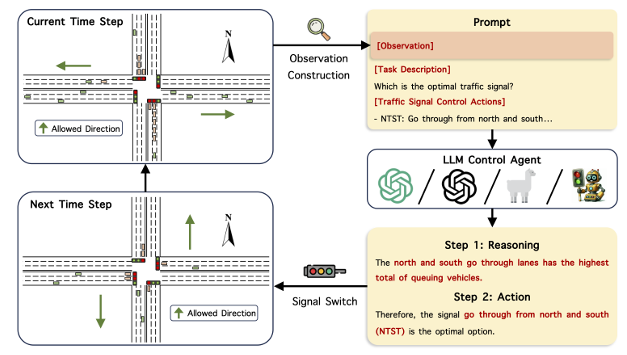 Current Time Step
N
Allowed Direction
Observation
Construction
Prompt
[Observation]
[Task Description]
Which is the optimal traffic signal?
[Traffic Signal Control Actions]
- NTST: Go through from north and south...
LLM Control Agent
Step 1: Reasoning
The north and south go through lanes has the highest
total of queuing vehicles.
Step 2: Action
Therefore, the signal go through from north and south
(NTST) is the optimal option.
Signal Switch
Next Time Step
N
Allowed Direction